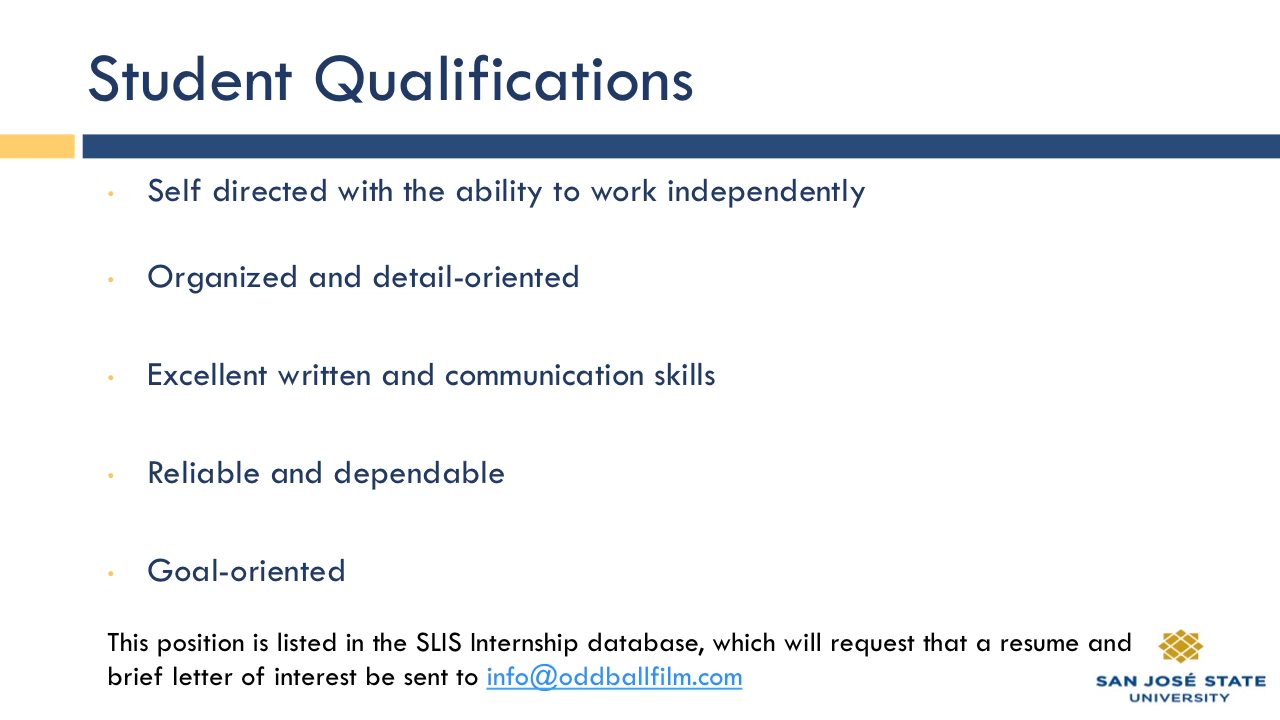 Student Qualifications
• Self directed with the ability to work independently
• Organized and detail-oriented
• Excellent written and communication skills
• Reliable and dependable
• Goal-oriented
This position is listed in the SLIS Internship database, which will request that a resume and
brief letter of interest be sent to info@oddballfilm.com
SAN JOSÉ STATE
UNIVERSITY